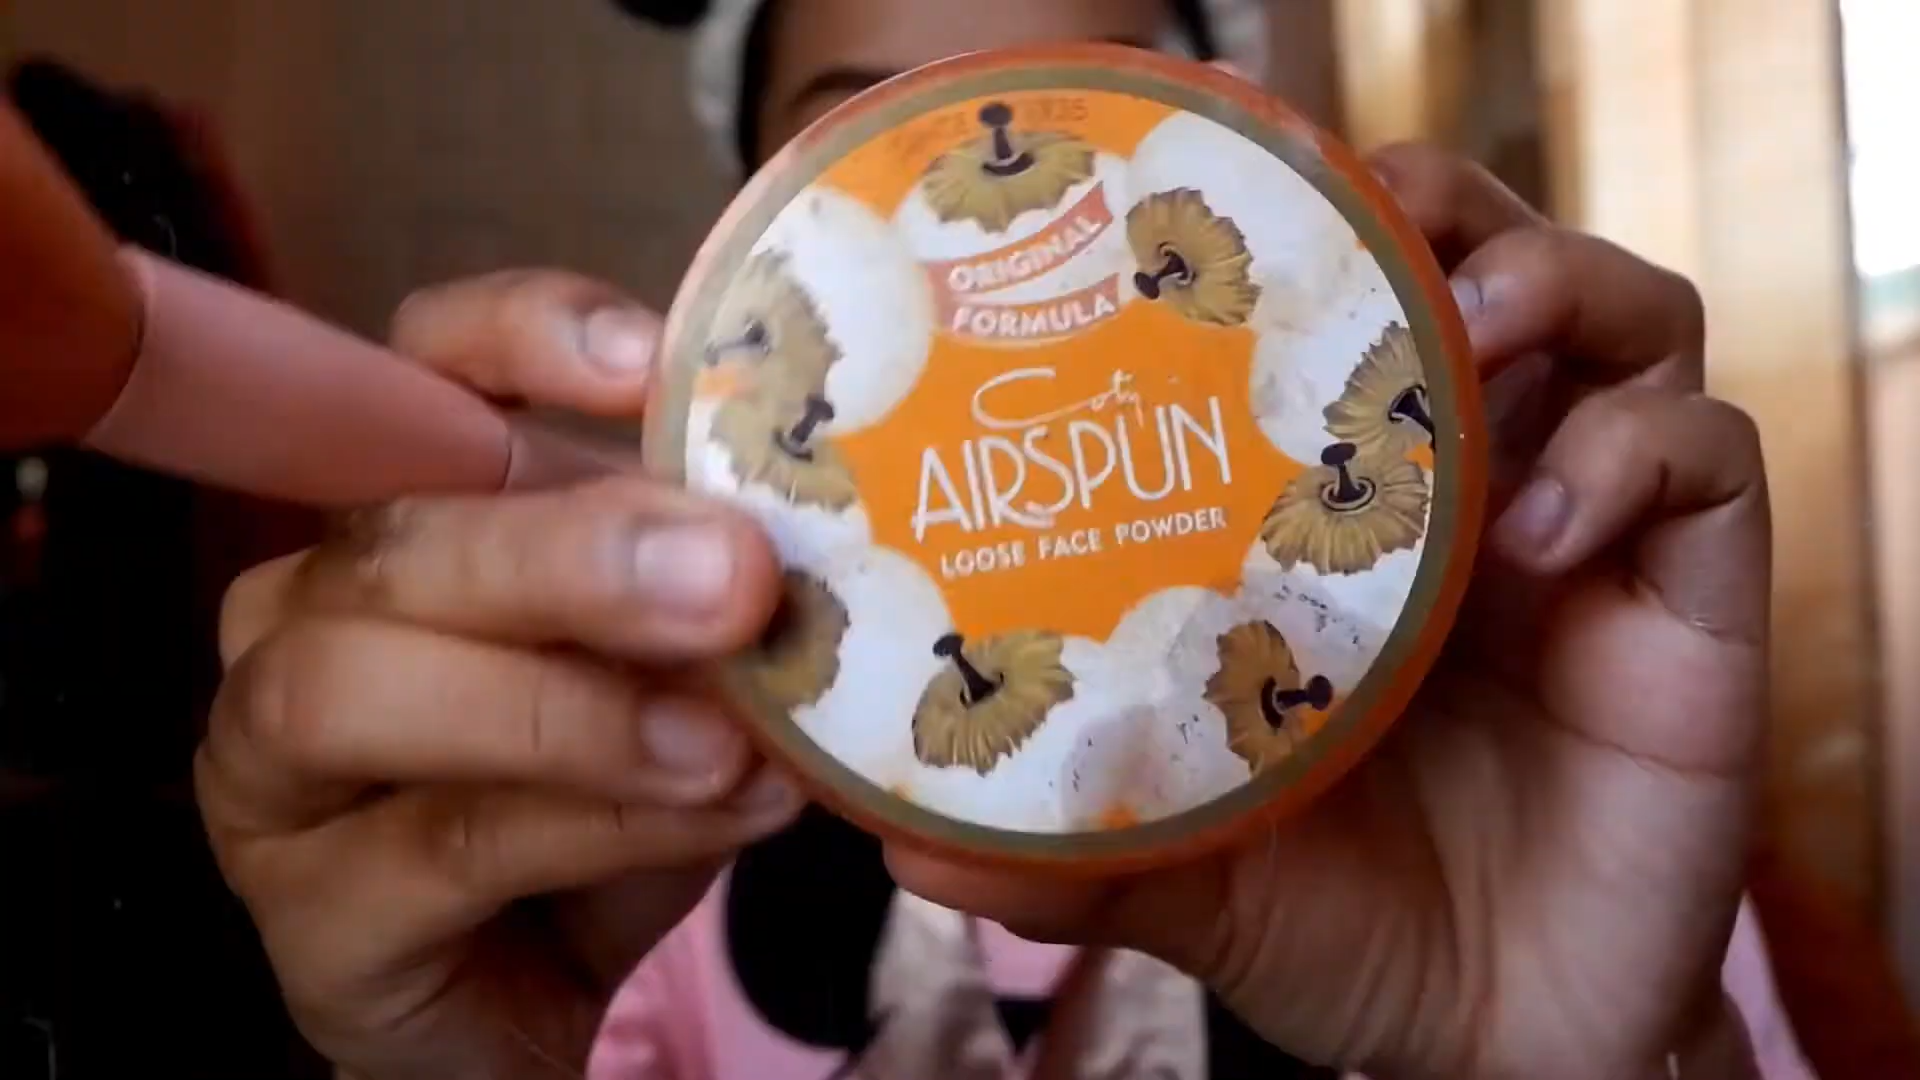 ORIGINAL
FORMULA
Coty
AIRSPUN
LOOSE FACE POWDER